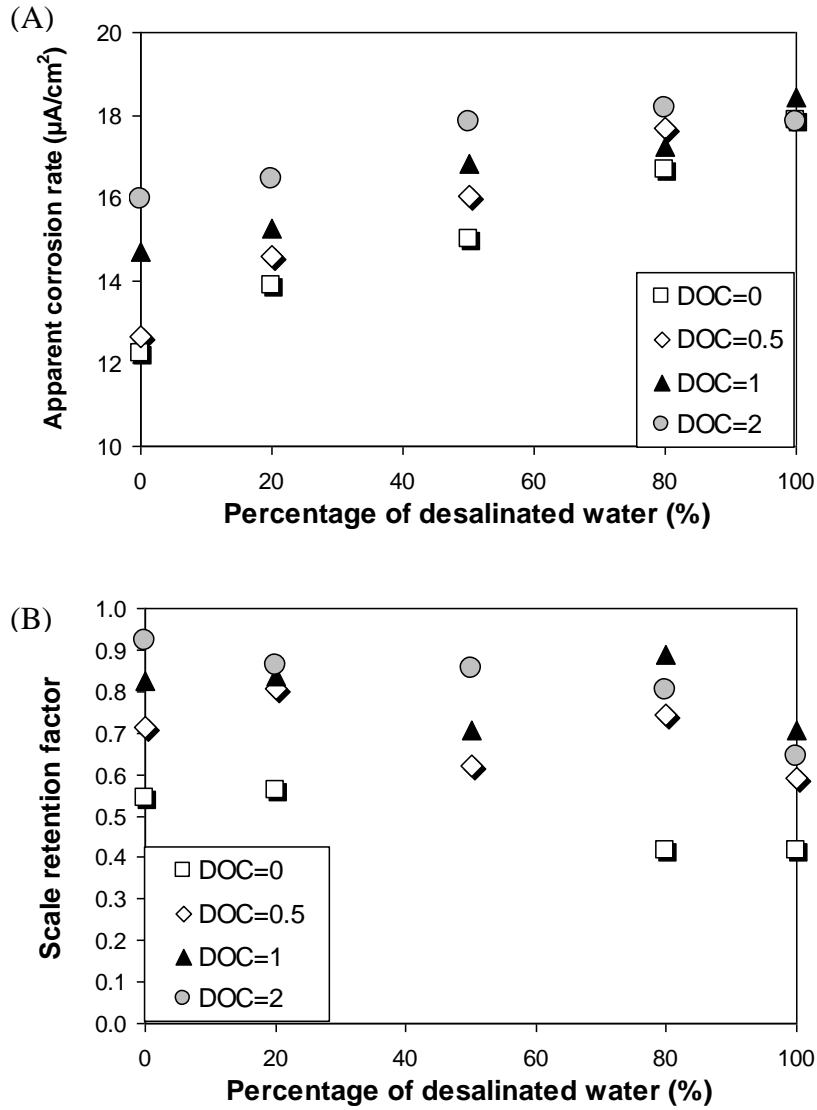 (A)
Apparent corrosion rate (µA/cm²)
20
18
16
14
12
10
0 20 40 60 80 100
Percentage of desalinated water (%)
DOC=0
DOC=0.5
DOC=1
DOC=2
(B)
Scale retention factor
1.0
0.9
0.8
0.7
0.6
0.5
0.4
0.3
0.2
0.1
0.0
0 20 40 60 80 100
Percentage of desalinated water (%)
DOC=0
DOC=0.5
DOC=1
DOC=2